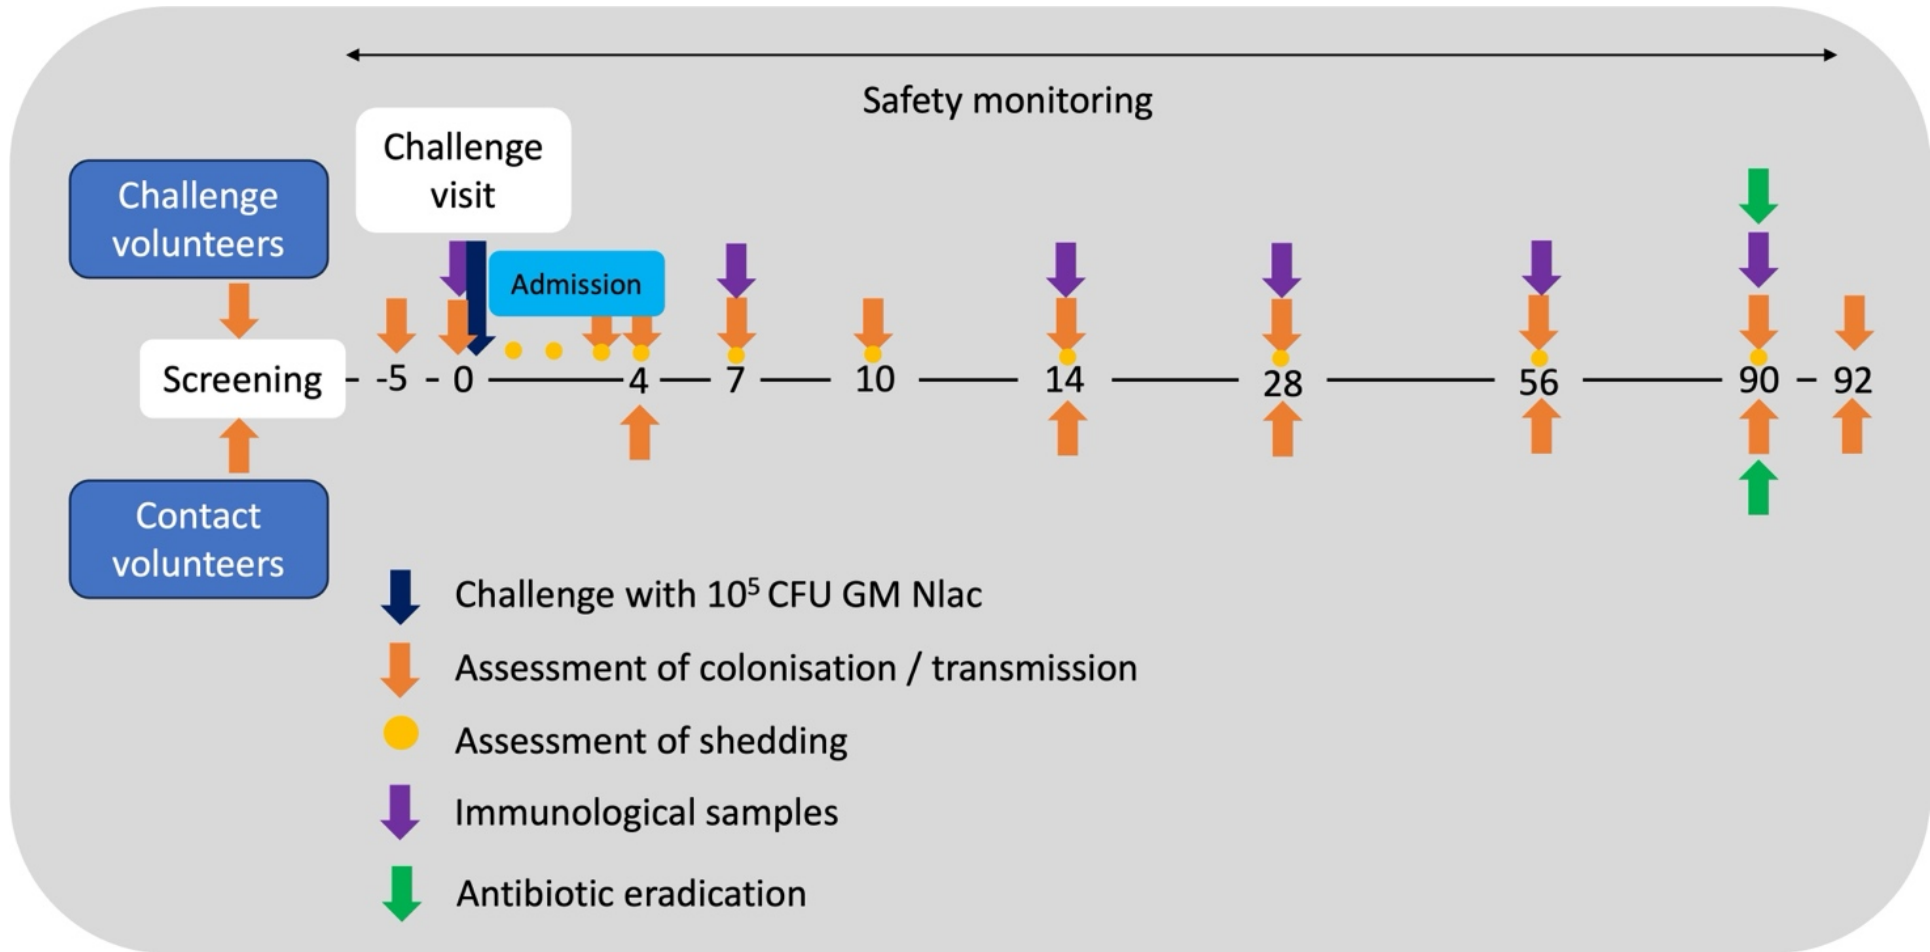 Safety monitoring
Challenge
visit
Challenge
volunteers
Admission
Screening
-5
0
4
7
10
14
28
56
90
92
Contact
volunteers
Challenge with 10⁵ CFU GM Nlac
Assessment of colonisation / transmission
Assessment of shedding
Immunological samples
Antibiotic eradication